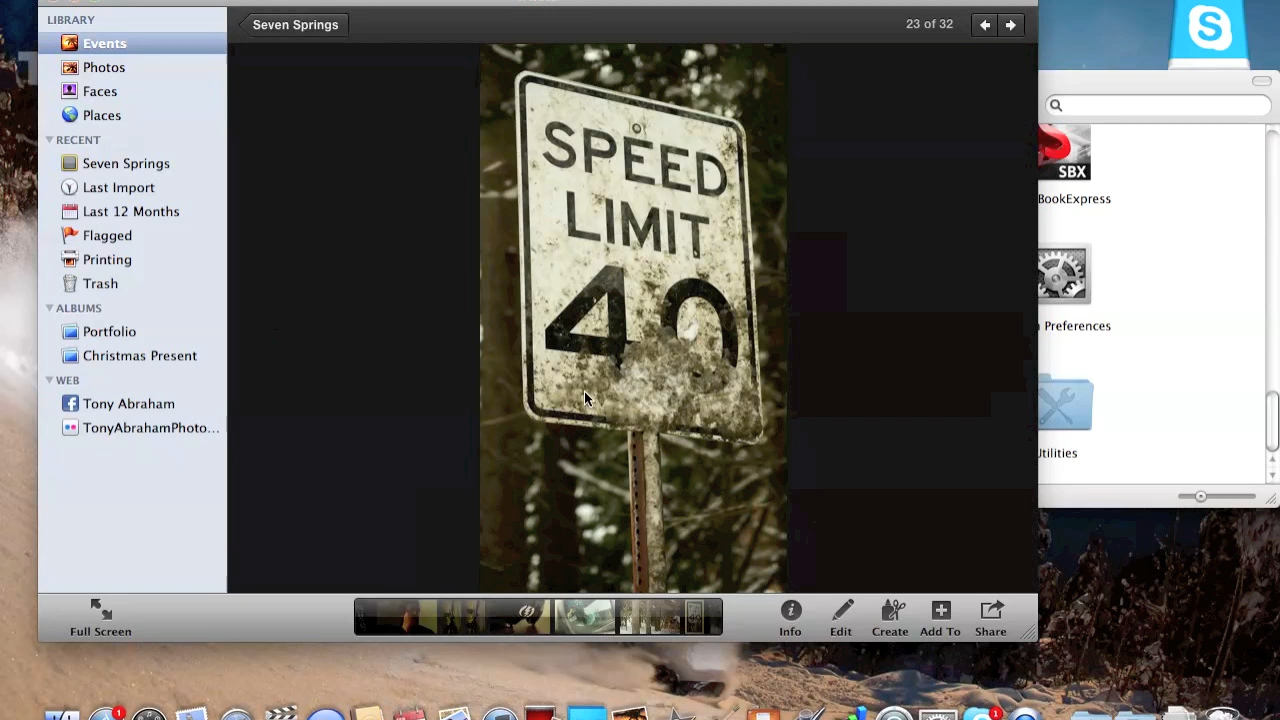 LIBRARY
Events
Photos
Faces
Places
RECENT
Seven Springs
Last Import
Last 12 Months
Flagged
Printing
Trash
ALBUMS
Portfolio
Christmas Present
WEB
Tony Abraham
TonyAbrahamPhoto...
Seven Springs
23 of 32
SPEED
LIMIT
40
Full Screen
Info
Edit
Create
Add To
Share
SBX
BookExpress
Preferences
Utilities
1
1